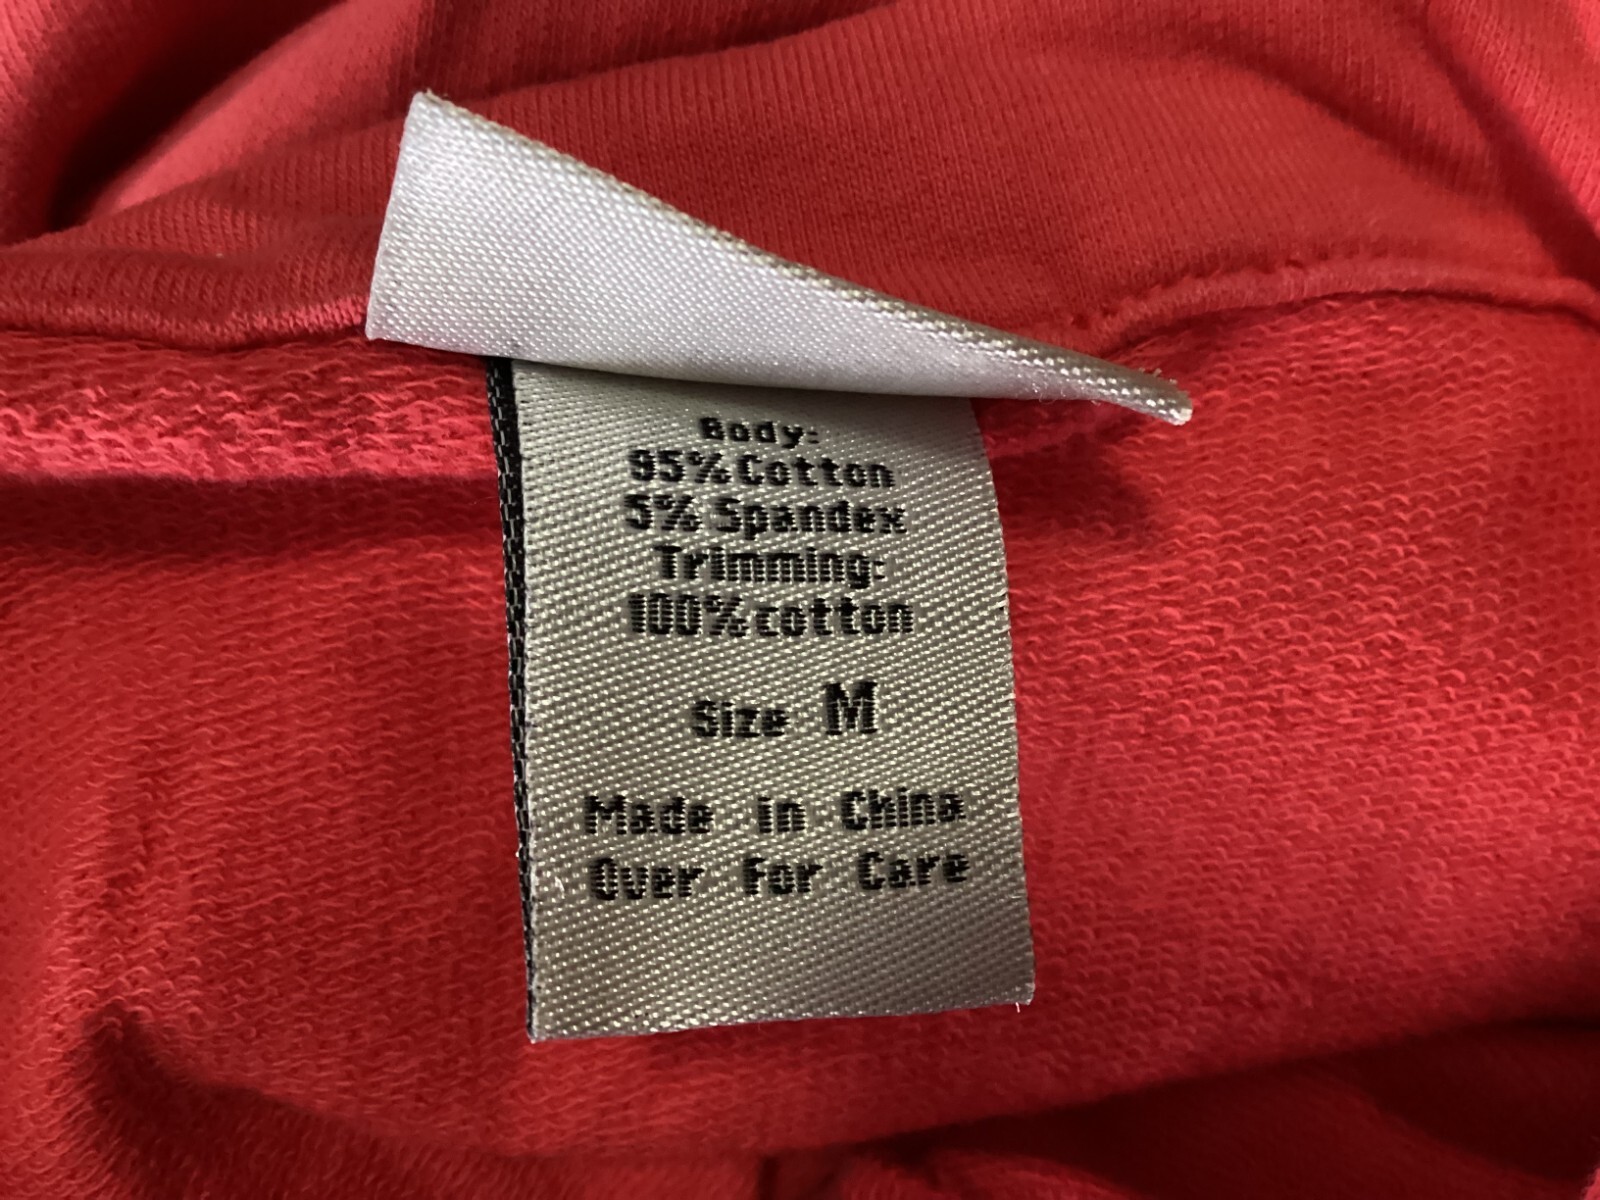 Body:
95% Cotton
5% Spandex
Trimming:
100% cotton
Size M
Made in China
Over For Care